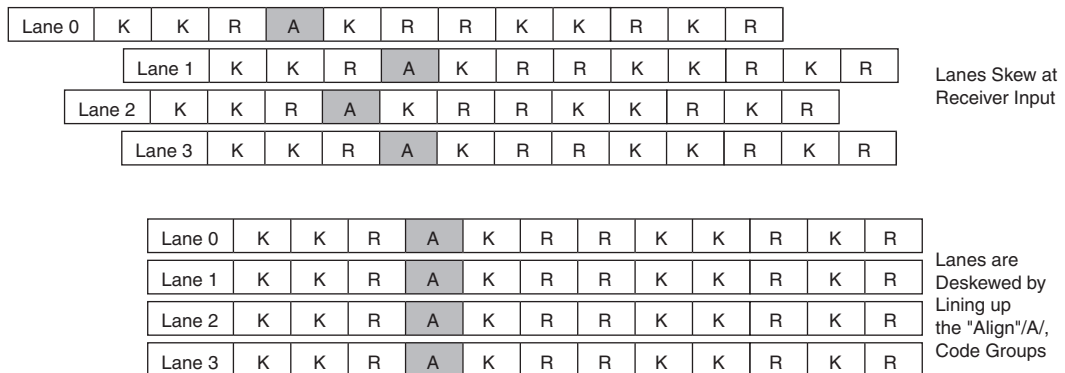 Lane 0 K K R A K R R K K R K R
Lane 1 K K R A K R R K K R K R
Lane 2 K K R A K R R K K R K R
Lane 3 K K R A K R R K K R K R
Lanes Skew at
Receiver Input
Lane 0 K K R A K R R K K R K R
Lane 1 K K R A K R R K K R K R
Lane 2 K K R A K R R K K R K R
Lane 3 K K R A K R R K K R K R
Lanes are
Deskewed by
Lining up
the "Align"/A/,
Code Groups